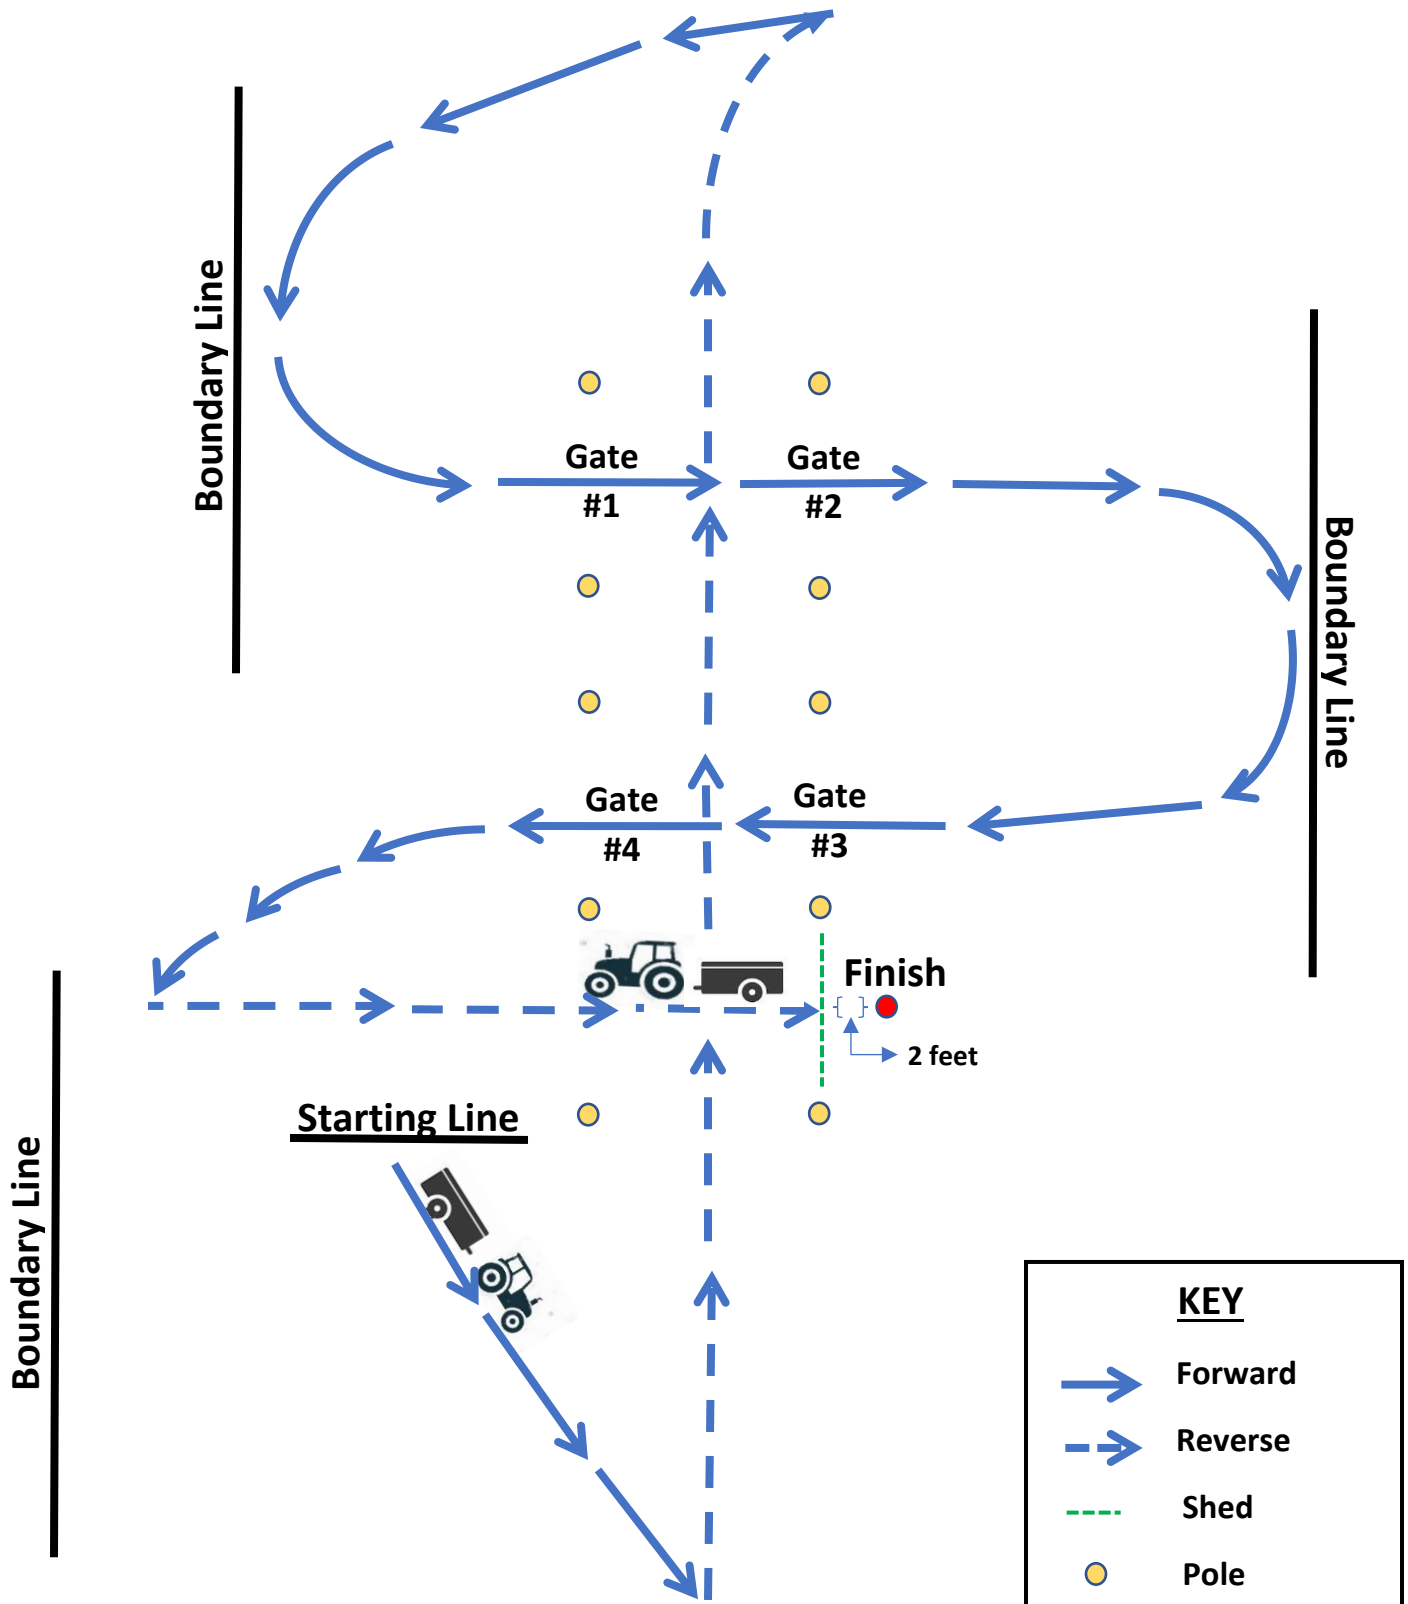 Boundary Line
Gate
#1
Gate
#2
Boundary Line
Gate
#4
Gate
#3
Finish
2 feet
Starting Line
Boundary Line
KEY
Forward
Reverse
Shed
Pole